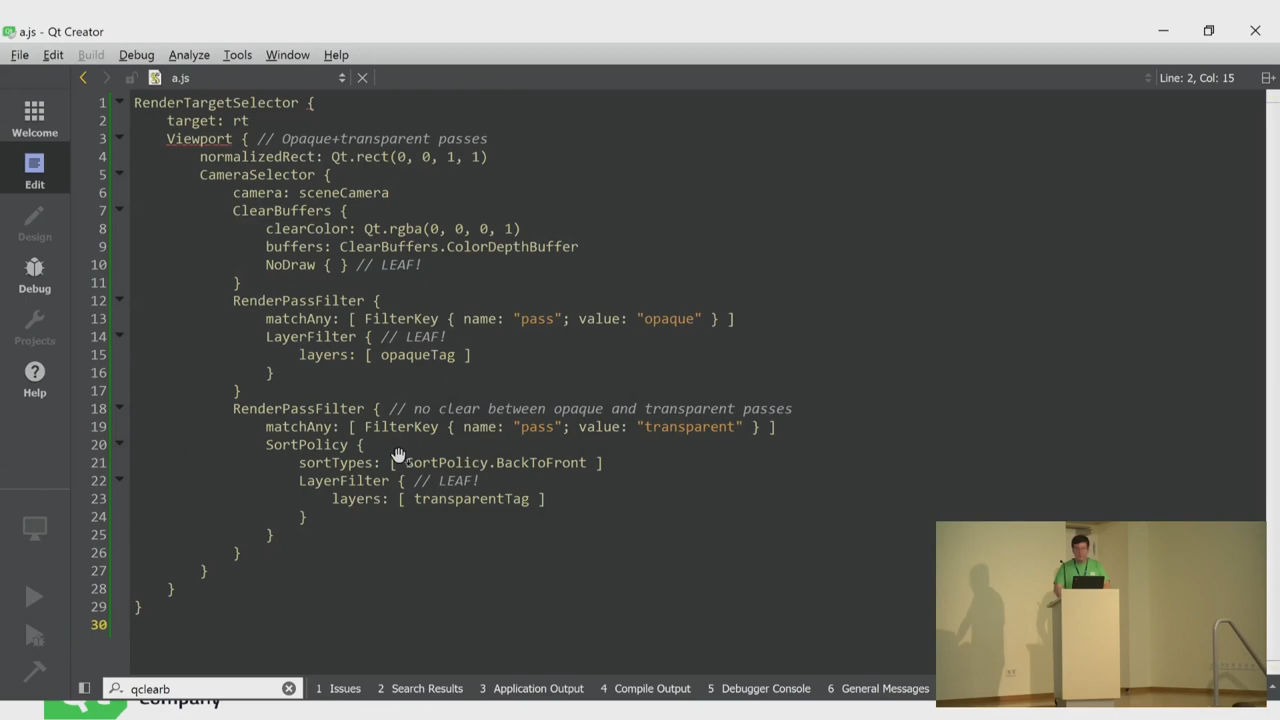 a.js - Qt Creator
File Edit Build Debug Analyze Tools Window Help
a.js
Line: 2, Col: 15
Welcome
Edit
Design
Debug
Projects
Help
1 RenderTargetSelector {
2 target: rt
3 Viewport { // Opaque+transparent passes
4 normalizedRect: Qt.rect(0, 0, 1, 1)
5 CameraSelector {
6 camera: sceneCamera
7 ClearBuffers {
8 clearColor: Qt.rgba(0, 0, 0, 1)
9 buffers: ClearBuffers.ColorDepthBuffer
10 NoDraw { } // LEAF!
11 }
12 RenderPassFilter {
13 matchAny: [ FilterKey { name: "pass"; value: "opaque" } ]
14 LayerFilter { // LEAF!
15 layers: [ opaqueTag ]
16 }
17 }
18 RenderPassFilter { // no clear between opaque and transparent passes
19 matchAny: [ FilterKey { name: "pass"; value: "transparent" } ]
20 SortPolicy {
21 sortTypes: [ SortPolicy.BackToFront ]
22 LayerFilter { // LEAF!
23 layers: [ transparentTag ]
24 }
25 }
26 }
27 }
28 }
29 }
30
qclearb
1 Issues 2 Search Results 3 Application Output 4 Compile Output 5 Debugger Console 6 General Messages
company